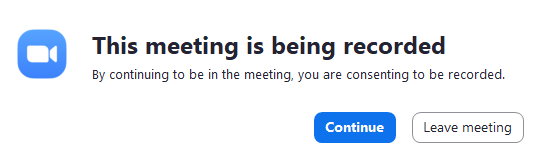 This meeting is being recorded
By continuing to be in the meeting, you are consenting to be recorded.
Continue
Leave meeting